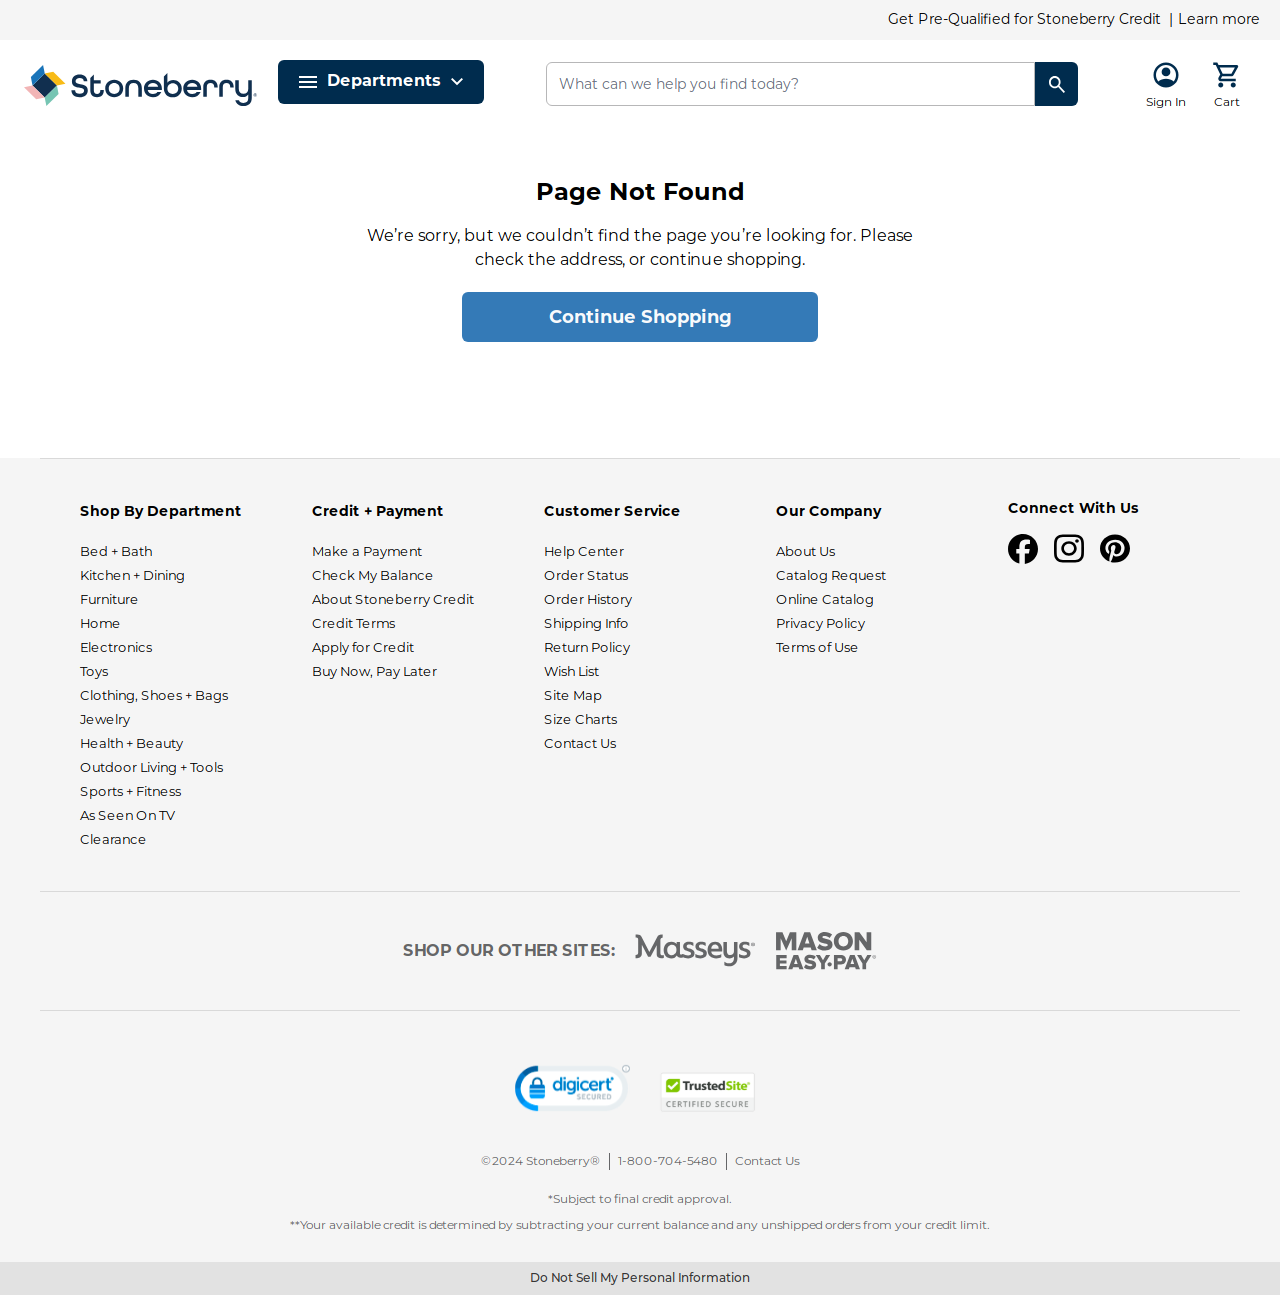 Get Pre-Qualified for Stoneberry Credit | Learn more
Stoneberry®
Departments
What can we help you find today?
Sign In
Cart
Page Not Found
We’re sorry, but we couldn’t find the page you’re looking for. Please
check the address, or continue shopping.
Continue Shopping
Shop By Department
Bed + Bath
Kitchen + Dining
Furniture
Home
Electronics
Toys
Clothing, Shoes + Bags
Jewelry
Health + Beauty
Outdoor Living + Tools
Sports + Fitness
As Seen On TV
Clearance
Credit + Payment
Make a Payment
Check My Balance
About Stoneberry Credit
Credit Terms
Apply for Credit
Buy Now, Pay Later
Customer Service
Help Center
Order Status
Order History
Shipping Info
Return Policy
Wish List
Site Map
Size Charts
Contact Us
Our Company
About Us
Catalog Request
Online Catalog
Privacy Policy
Terms of Use
Connect With Us
SHOP OUR OTHER SITES:
Masseys®
MASON
EASY•PAY®
digicert
SECURED
TrustedSite®
CERTIFIED SECURE
©2024 Stoneberry® | 1-800-704-5480 | Contact Us
*Subject to final credit approval.
**Your available credit is determined by subtracting your current balance and any unshipped orders from your credit limit.
Do Not Sell My Personal Information